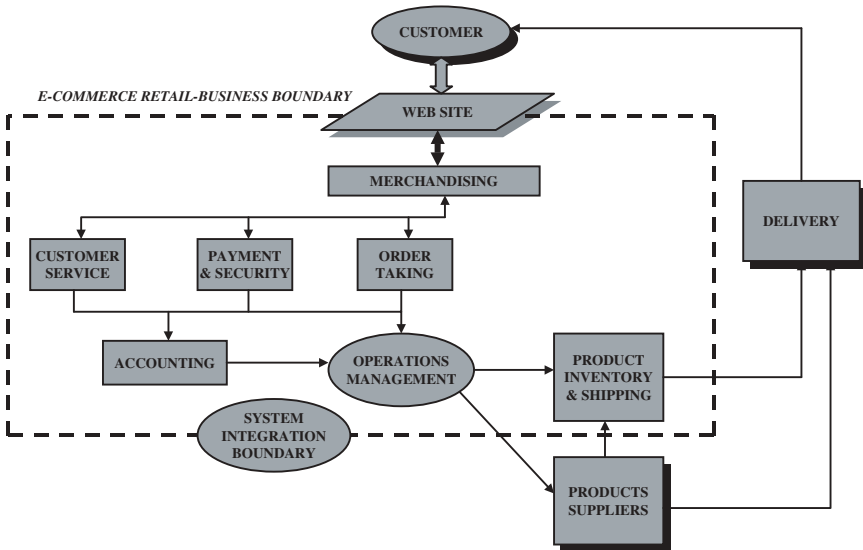 CUSTOMER
E-COMMERCE RETAIL-BUSINESS BOUNDARY
WEB SITE
MERCHANDISING
CUSTOMER
SERVICE
PAYMENT
& SECURITY
ORDER
TAKING
DELIVERY
ACCOUNTING
OPERATIONS
MANAGEMENT
PRODUCT
INVENTORY
& SHIPPING
SYSTEM
INTEGRATION
BOUNDARY
PRODUCTS
SUPPLIERS